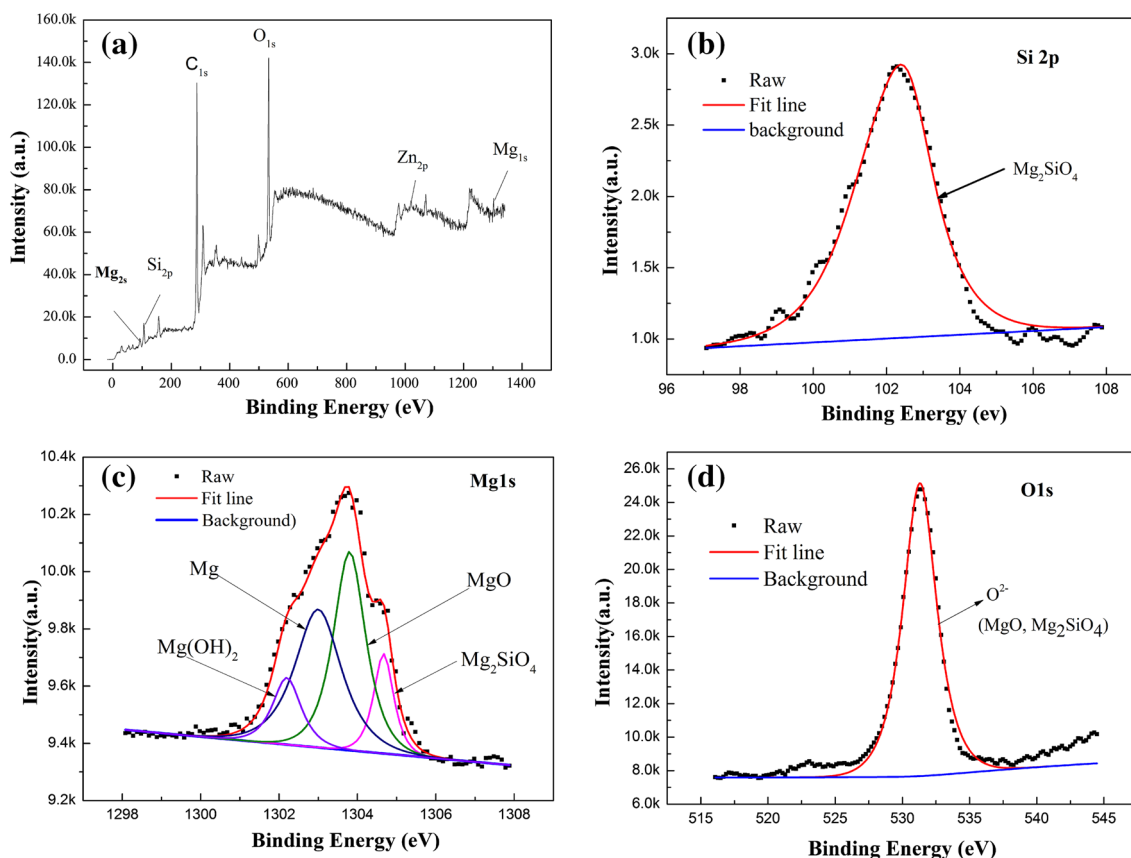 (a)
160.0k
140.0k
120.0k
100.0k
80.0k
60.0k
40.0k
20.0k
0.0
Intensity (a.u.)
C1s
O1s
Zn2p
Mg1s
Mg2s
Si2p
0 200 400 600 800 1000 1200 1400
Binding Energy (eV)
(b)
Si 2p
3.0k
2.5k
2.0k
1.5k
1.0k
Intensity(a.u.)
Raw
Fit line
background
Mg2SiO4
96 98 100 102 104 106 108
Binding Energy (ev)
(c)
Mg1s
10.4k
10.2k
10.0k
9.8k
9.6k
9.4k
9.2k
Intensity(a.u.)
Raw
Fit line
Background)
Mg
MgO
Mg(OH)2
Mg2SiO4
1298 1300 1302 1304 1306 1308
Binding Energy (eV)
(d)
O1s
26.0k
24.0k
22.0k
20.0k
18.0k
16.0k
14.0k
12.0k
10.0k
8.0k
6.0k
Intensity(a.u.)
Raw
Fit line
Background
O2-
(MgO, Mg2SiO4)
515 520 525 530 535 540 545
Binding Energy (eV)